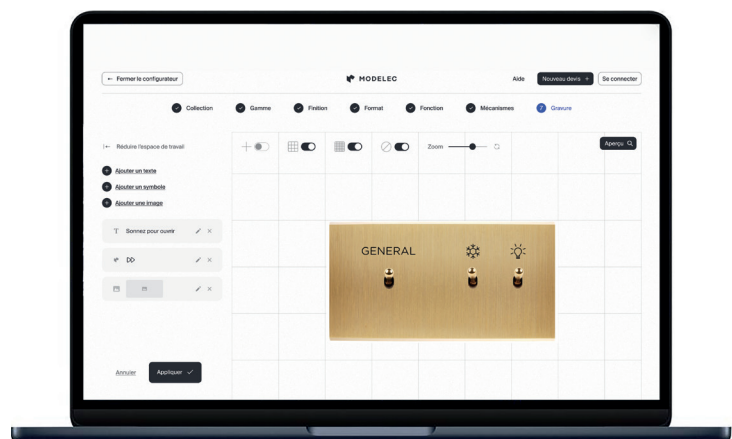 ← Fermer le configurateur
MODELEC
Aide
Nouveau devis +
Se connecter
Collection
Gamme
Finition
Format
Fonction
Mécanismes
7 Gravure
Réduire l'espace de travail
Zoom
Aperçu
+ Ajouter un texte
+ Ajouter un symbole
+ Ajouter une image
T Sonnez pour ouvrir
GENERAL
Annuler
Appliquer